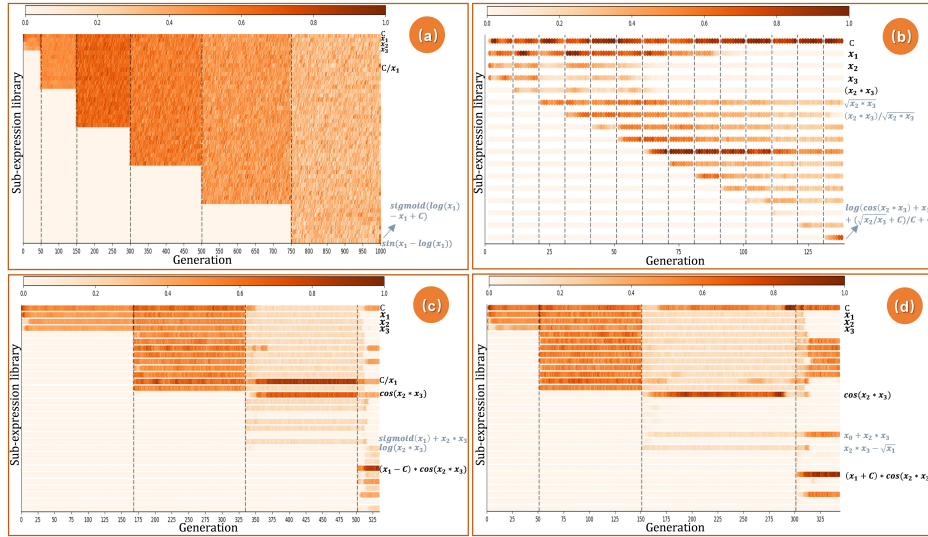 0.0 0.2 0.4 0.6 0.8 1.0
(a)
C
x₁
x₂
x₃
C/x₁
Sub-expression library
sigmoid(log(x₁)
− x₁ + C)
sin(x₁ − log(x₁))
0 50 100 150 200 250 300 350 400 450 500 550 600 650 700 750 800 850 900 950 1000
Generation
0.0 0.2 0.4 0.6 0.8 1.0
(b)
C
x₁
x₂
x₃
(x₂ * x₃)
√x₂ * x₃
(x₂ * x₃)/√x₂ * x₃
Sub-expression library
log(cos(x₂ * x₃) + x
+ (√x₂/x₃ + C)/C +
0 25 50 75 100 125
Generation
0.0 0.2 0.4 0.6 0.8 1.0
(c)
C
x₁
x₂
x₃
C/x₁
cos(x₂ * x₃)
Sub-expression library
sigmoid(x₁) + x₂ * x₃
log(x₂ * x₃)
(x₁ − C) * cos(x₂ * x₃)
0 25 50 75 100 125 150 175 200 225 250 275 300 325 350 375 400 425 450 475 500 525
Generation
0.0 0.2 0.4 0.6 0.8 1.0
(d)
C
x₁
x₂
x₃
cos(x₂ * x₃)
Sub-expression library
x₀ + x₂ * x₃
x₂ * x₃ − √x₁
(x₁ + C) * cos(x₂ * x₃
0 25 50 75 100 125 150 175 200 225 250 275 300 325
Generation